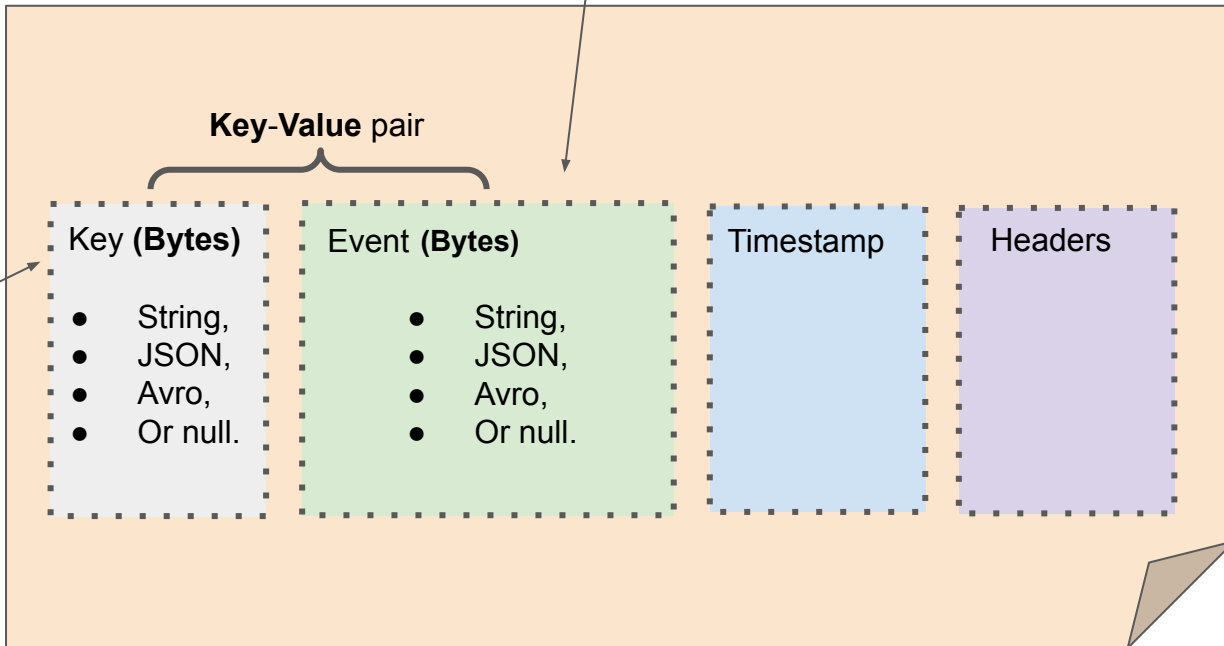 Key-Value pair
Key (Bytes)
● String,
● JSON,
● Avro,
● Or null.
Event (Bytes)
● String,
● JSON,
● Avro,
● Or null.
Timestamp
Headers